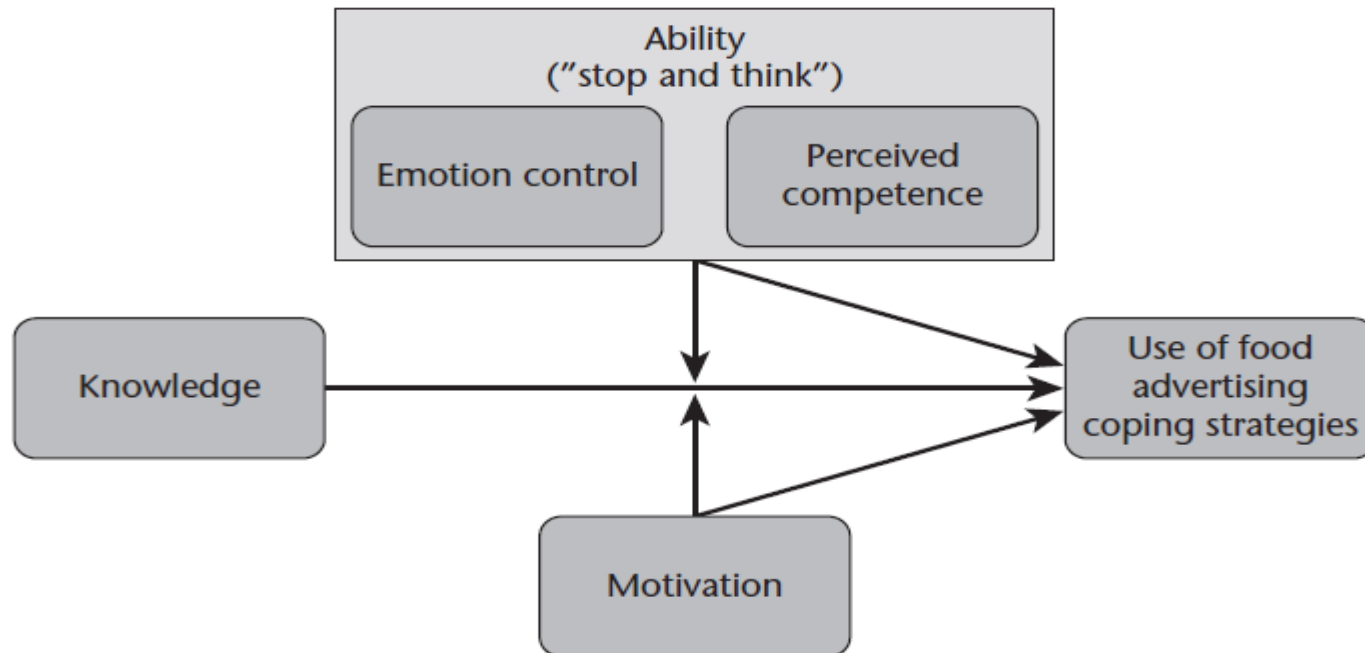 Ability
("stop and think")
Emotion control
Perceived
competence
Knowledge
Use of food
advertising
coping strategies
Motivation